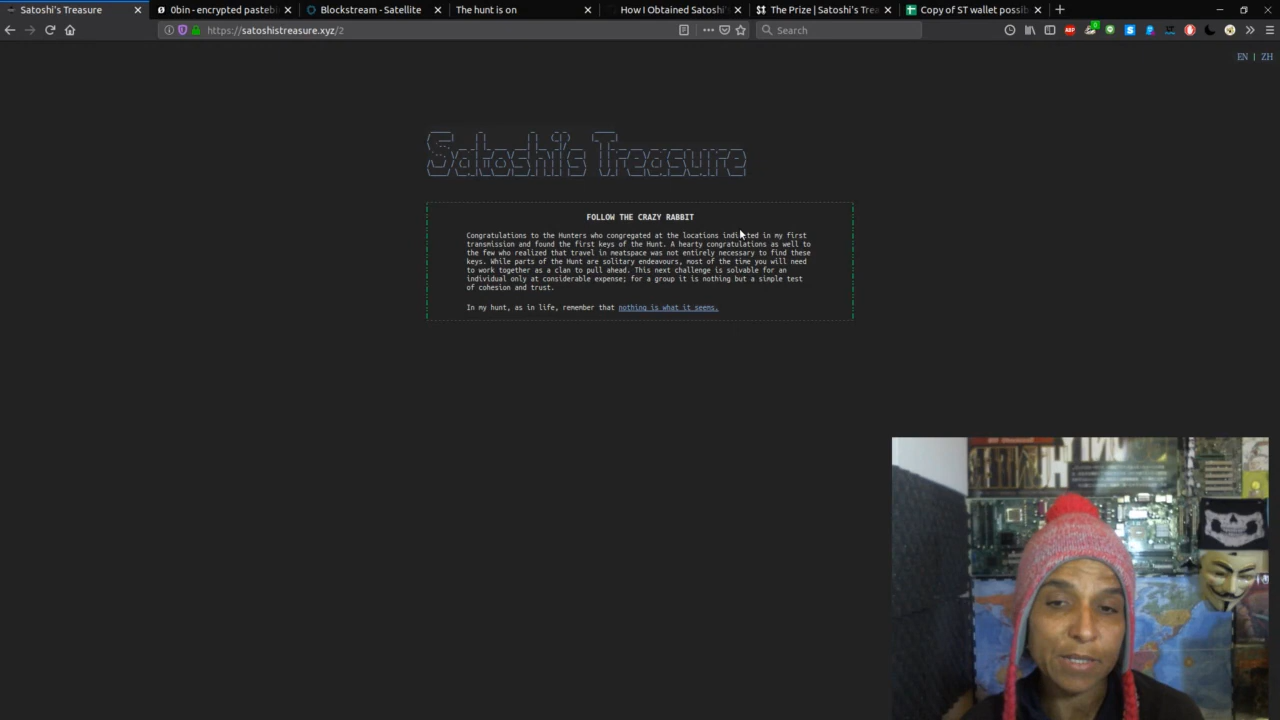 Satoshi's Treasure
0bin - encrypted pasteb
Blockstream - Satellite
The hunt is on
How I Obtained Satoshi'
The Prize | Satoshi's Trea
Copy of ST wallet possib
https://satoshistreasure.xyz/2
Search
ABP
0
EN | ZH
Satoshi's Treasure
FOLLOW THE CRAZY RABBIT
Congratulations to the Hunters who congregated at the locations indicated in my first
transmission and found the first keys of the Hunt. A hearty congratulations as well to
the few who realized that travel in meatspace was not entirely necessary to find these
keys. While parts of the Hunt are solitary endeavours, most of the time you will need
to work together as a clan to pull ahead. This next challenge is solvable for an
individual only at considerable expense; for a group it is nothing but a simple test
of cohesion and trust.
In my hunt, as in life, remember that nothing is what it seems.